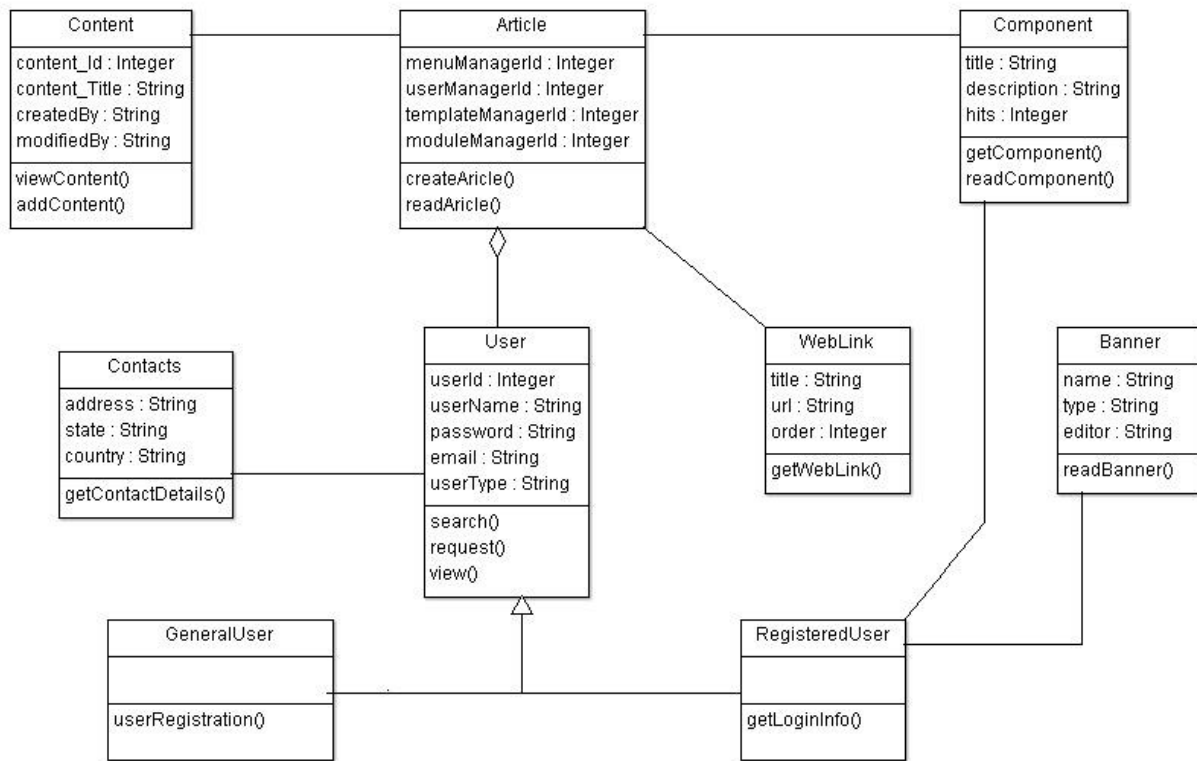 Content
content_Id : Integer
content_Title : String
createdBy : String
modifiedBy : String
viewContent()
addContent()
Article
menuManagerId : Integer
userManagerId : Integer
templateManagerId : Integer
moduleManagerId : Integer
createAricle()
readAricle()
Component
title : String
description : String
hits : Integer
getComponent()
readComponent()
Contacts
address : String
state : String
country : String
getContactDetails()
User
userId : Integer
userName : String
password : String
email : String
userType : String
search()
request()
view()
WebLink
title : String
url : String
order : Integer
getWebLink()
Banner
name : String
type : String
editor : String
readBanner()
GeneralUser
userRegistration()
RegisteredUser
getLoginInfo()